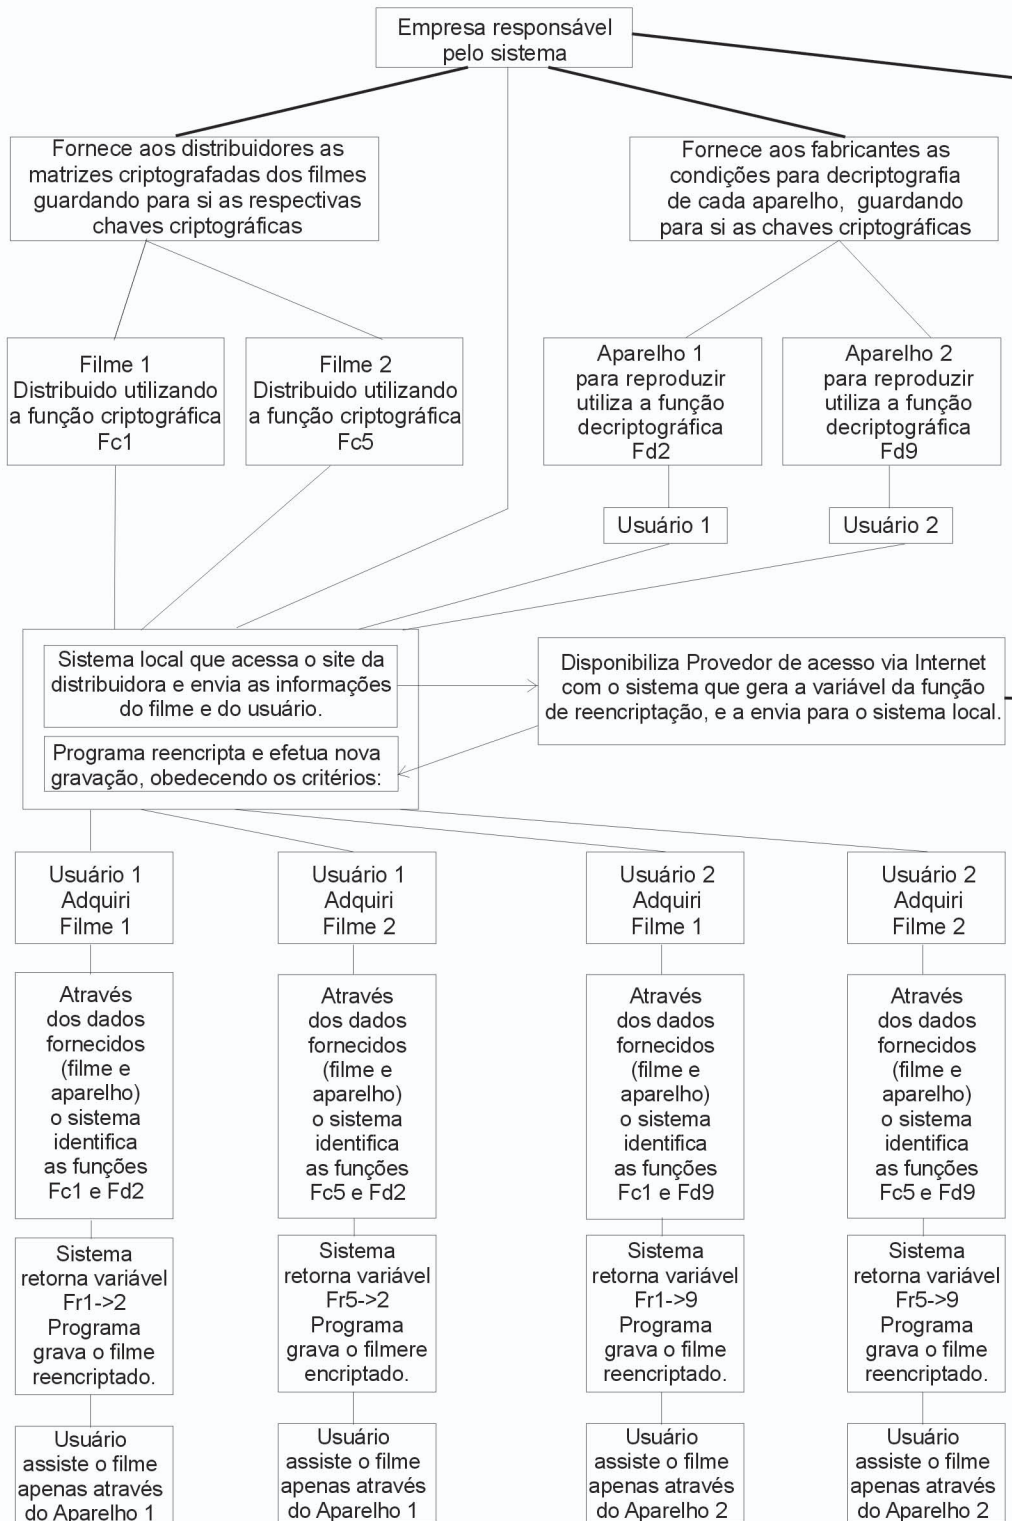 Empresa responsável
pelo sistema
Fornece aos distribuidores as
matrizes criptografadas dos filmes
guardando para si as respectivas
chaves criptográficas
Fornece aos fabricantes as
condições para decriptografia
de cada aparelho, guardando
para si as chaves criptográficas
Filme 1
Distribuido utilizando
a função criptográfica
Fc1
Filme 2
Distribuido utilizando
a função criptográfica
Fc5
Aparelho 1
para reproduzir
utiliza a função
decriptográfica
Fd2
Aparelho 2
para reproduzir
utiliza a função
decriptográfica
Fd9
Usuário 1
Usuário 2
Sistema local que acessa o site da
distribuidora e envia as informações
do filme e do usuário.
Disponibiliza Provedor de acesso via Internet
com o sistema que gera a variável da função
de reencriptação, e a envia para o sistema local.
Programa reencripta e efetua nova
gravação, obedecendo os critérios:
Usuário 1
Adquiri
Filme 1
Usuário 1
Adquiri
Filme 2
Usuário 2
Adquiri
Filme 1
Usuário 2
Adquiri
Filme 2
Através
dos dados
fornecidos
(filme e
aparelho)
o sistema
identifica
as funções
Fc1 e Fd2
Através
dos dados
fornecidos
(filme e
aparelho)
o sistema
identifica
as funções
Fc5 e Fd2
Através
dos dados
fornecidos
(filme e
aparelho)
o sistema
identifica
as funções
Fc1 e Fd9
Através
dos dados
fornecidos
(filme e
aparelho)
o sistema
identifica
as funções
Fc5 e Fd9
Sistema
retorna variável
Fr1->2
Programa
grava o filme
reencriptado.
Sistema
retorna variável
Fr5->2
Programa
grava o filmere
encriptado.
Sistema
retorna variável
Fr1->9
Programa
grava o filme
reencriptado.
Sistema
retorna variável
Fr5->9
Programa
grava o filme
reencriptado.
Usuário
assiste o filme
apenas através
do Aparelho 1
Usuário
assiste o filme
apenas através
do Aparelho 1
Usuário
assiste o filme
apenas através
do Aparelho 2
Usuário
assiste o filme
apenas através
do Aparelho 2